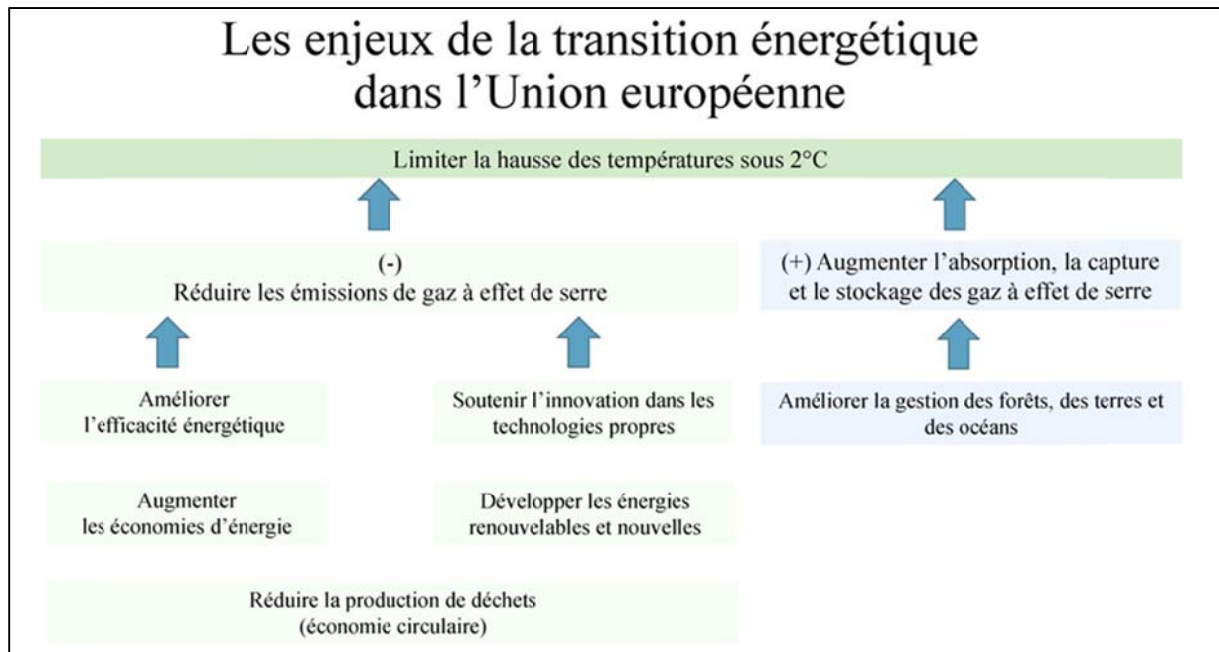 Les enjeux de la transition énergétique
dans l'Union européenne
Limiter la hausse des températures sous 2°C
(-)
Réduire les émissions de gaz à effet de serre
(+) Augmenter l'absorption, la capture
et le stockage des gaz à effet de serre
Améliorer
l'efficacité énergétique
Soutenir l'innovation dans les
technologies propres
Améliorer la gestion des forêts, des terres et
des océans
Augmenter
les économies d'énergie
Développer les énergies
renouvelables et nouvelles
Réduire la production de déchets
(économie circulaire)